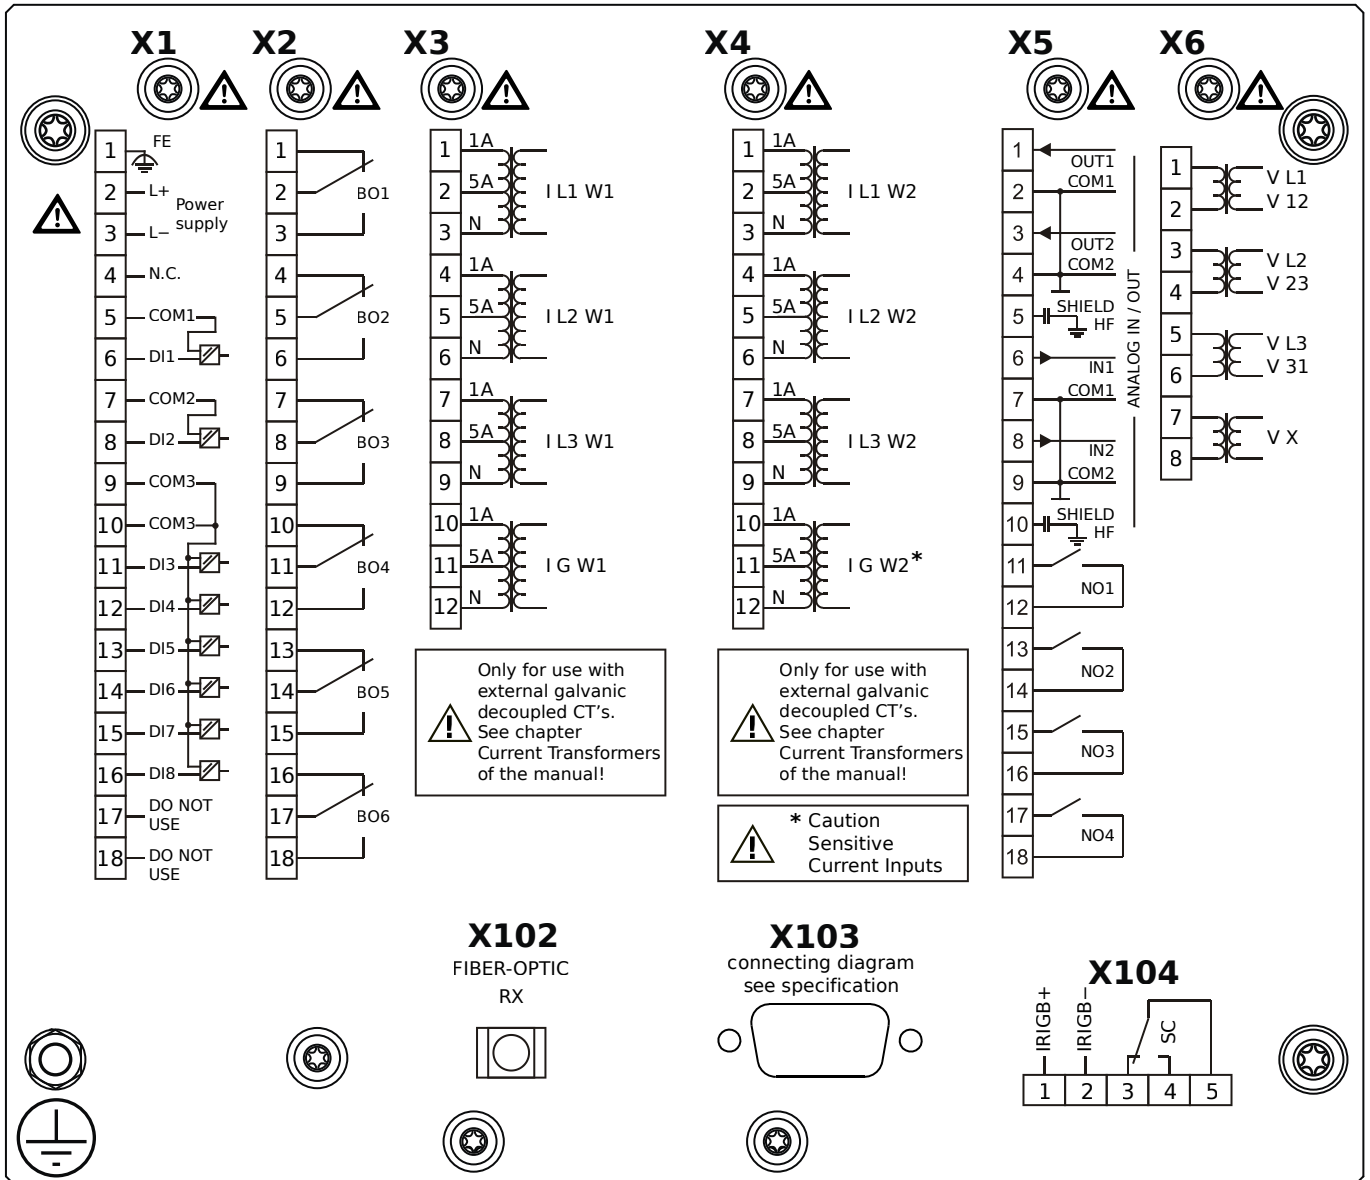 X1
X2
X3
X4
X5
X6
1 FE
2 L+
Power
supply
3 L−
4 N.C.
5 COM1
6 DI1
7 COM2
8 DI2
9 COM3
10 COM3
11 DI3
12 DI4
13 DI5
14 DI6
15 DI7
16 DI8
17 DO NOT
USE
18 DO NOT
USE
1
2 BO1
3
4
5 BO2
6
7
8 BO3
9
10
11 BO4
12
13
14 BO5
15
16
17 BO6
18
1 1A
2 5A I L1 W1
3 N
4 1A
5 5A I L2 W1
6 N
7 1A
8 5A I L3 W1
9 N
10 1A
11 5A I G W1
12 N
Only for use with
external galvanic
decoupled CT's.
See chapter
Current Transformers
of the manual!
1 1A
2 5A I L1 W2
3 N
4 1A
5 5A I L2 W2
6 N
7 1A
8 5A I L3 W2
9 N
10 1A
11 5A I G W2*
12 N
Only for use with
external galvanic
decoupled CT's.
See chapter
Current Transformers
of the manual!
* Caution
Sensitive
Current Inputs
1 OUT1
2 COM1
3 OUT2
4 COM2
5 SHIELD
HF
6 IN1
7 COM1
8 IN2
9 COM2
10 SHIELD
HF
ANALOG IN / OUT
11
NO1
12
13
NO2
14
15
NO3
16
17
NO4
18
1 V L1
2 V 12
3 V L2
4 V 23
5 V L3
6 V 31
7
V X
8
X102
FIBER-OPTIC
RX
X103
connecting diagram
see specification
X104
IRIGB+
IRIGB−
SC
1 2 3 4 5